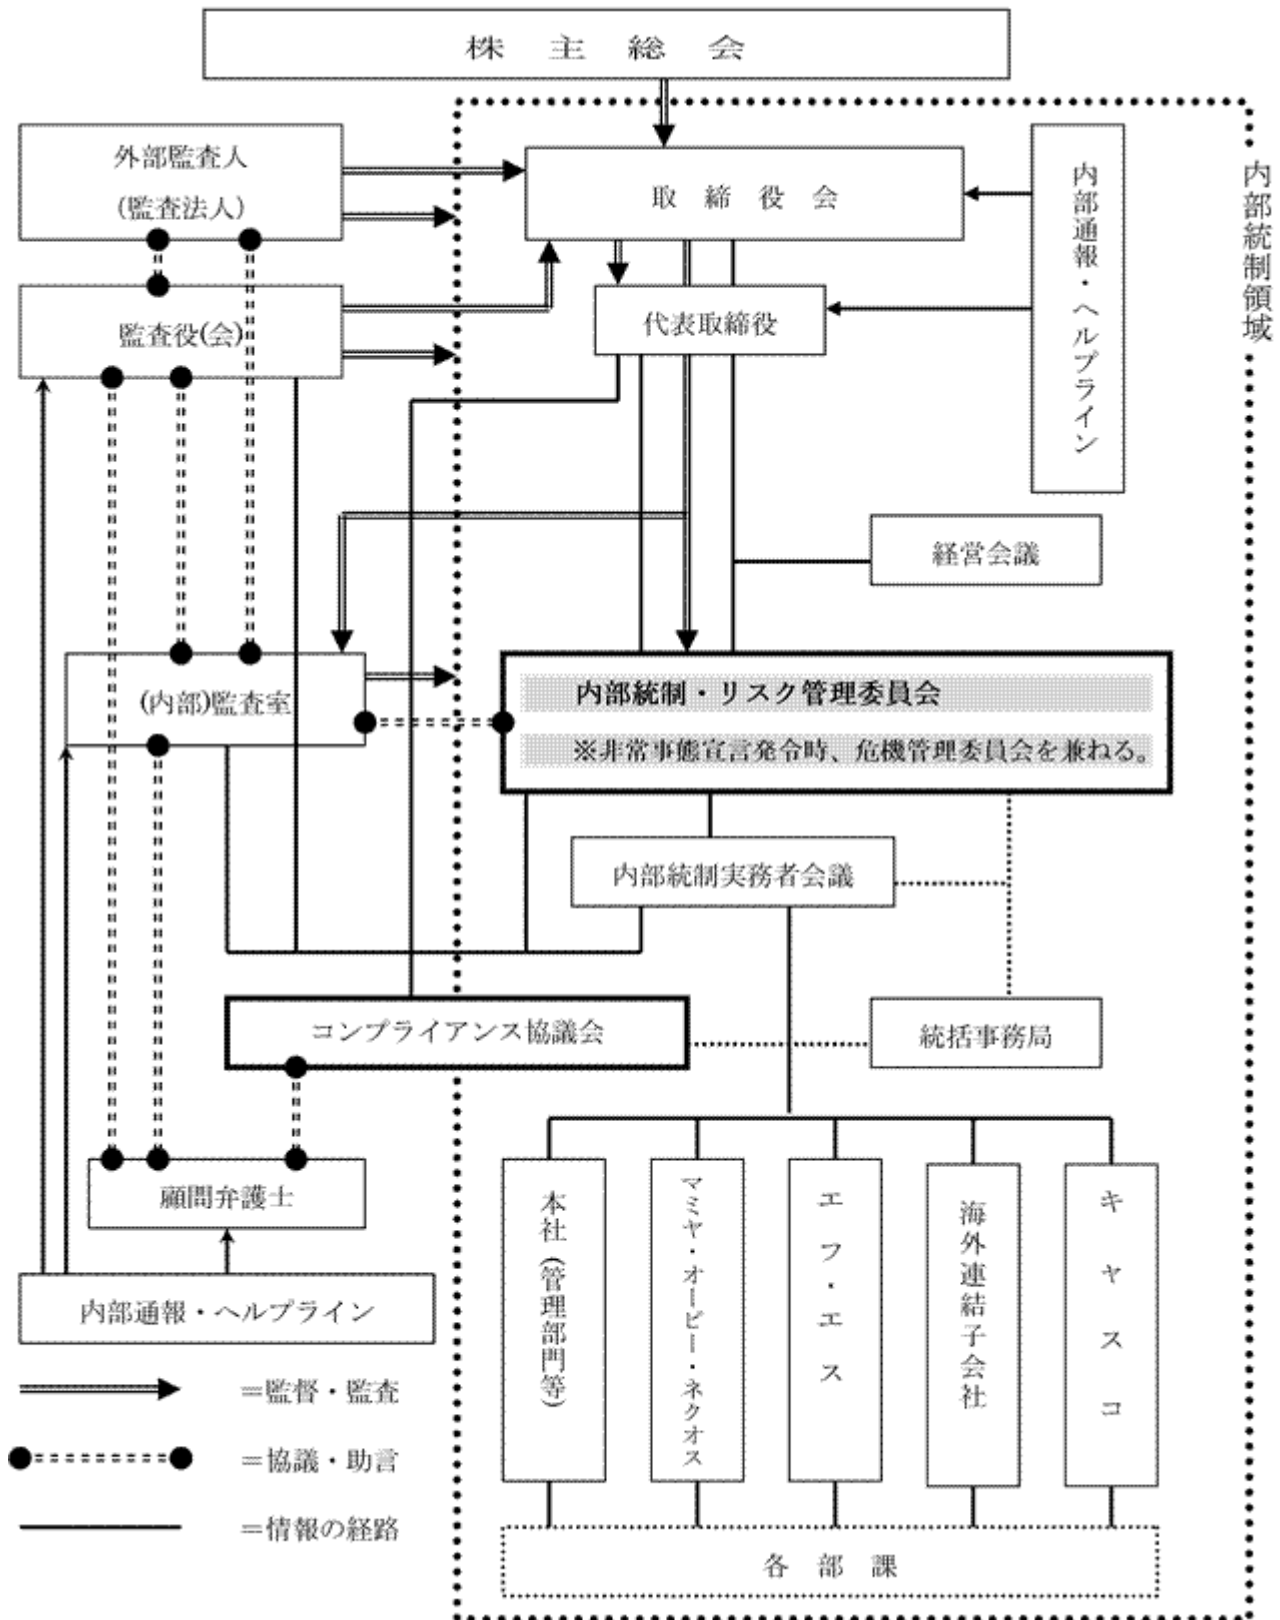 株主総会
外部監査人
(監査法人)
取締役会
内部通報・ヘルプライン
内部統制領域
監査役(会)
代表取締役
経営会議
(内部)監査室
内部統制・リスク管理委員会
※非常事態宣言発令時、危機管理委員会を兼ねる。
内部統制実務者会議
コンプライアンス協議会
統括事務局
顧問弁護士
本社(管理部門等)
マミヤ・オーピー・ネクオス
エフ・エス
海外連結子会社
キャスコ
内部通報・ヘルプライン
=監督・監査
=協議・助言
=情報の経路
各部課